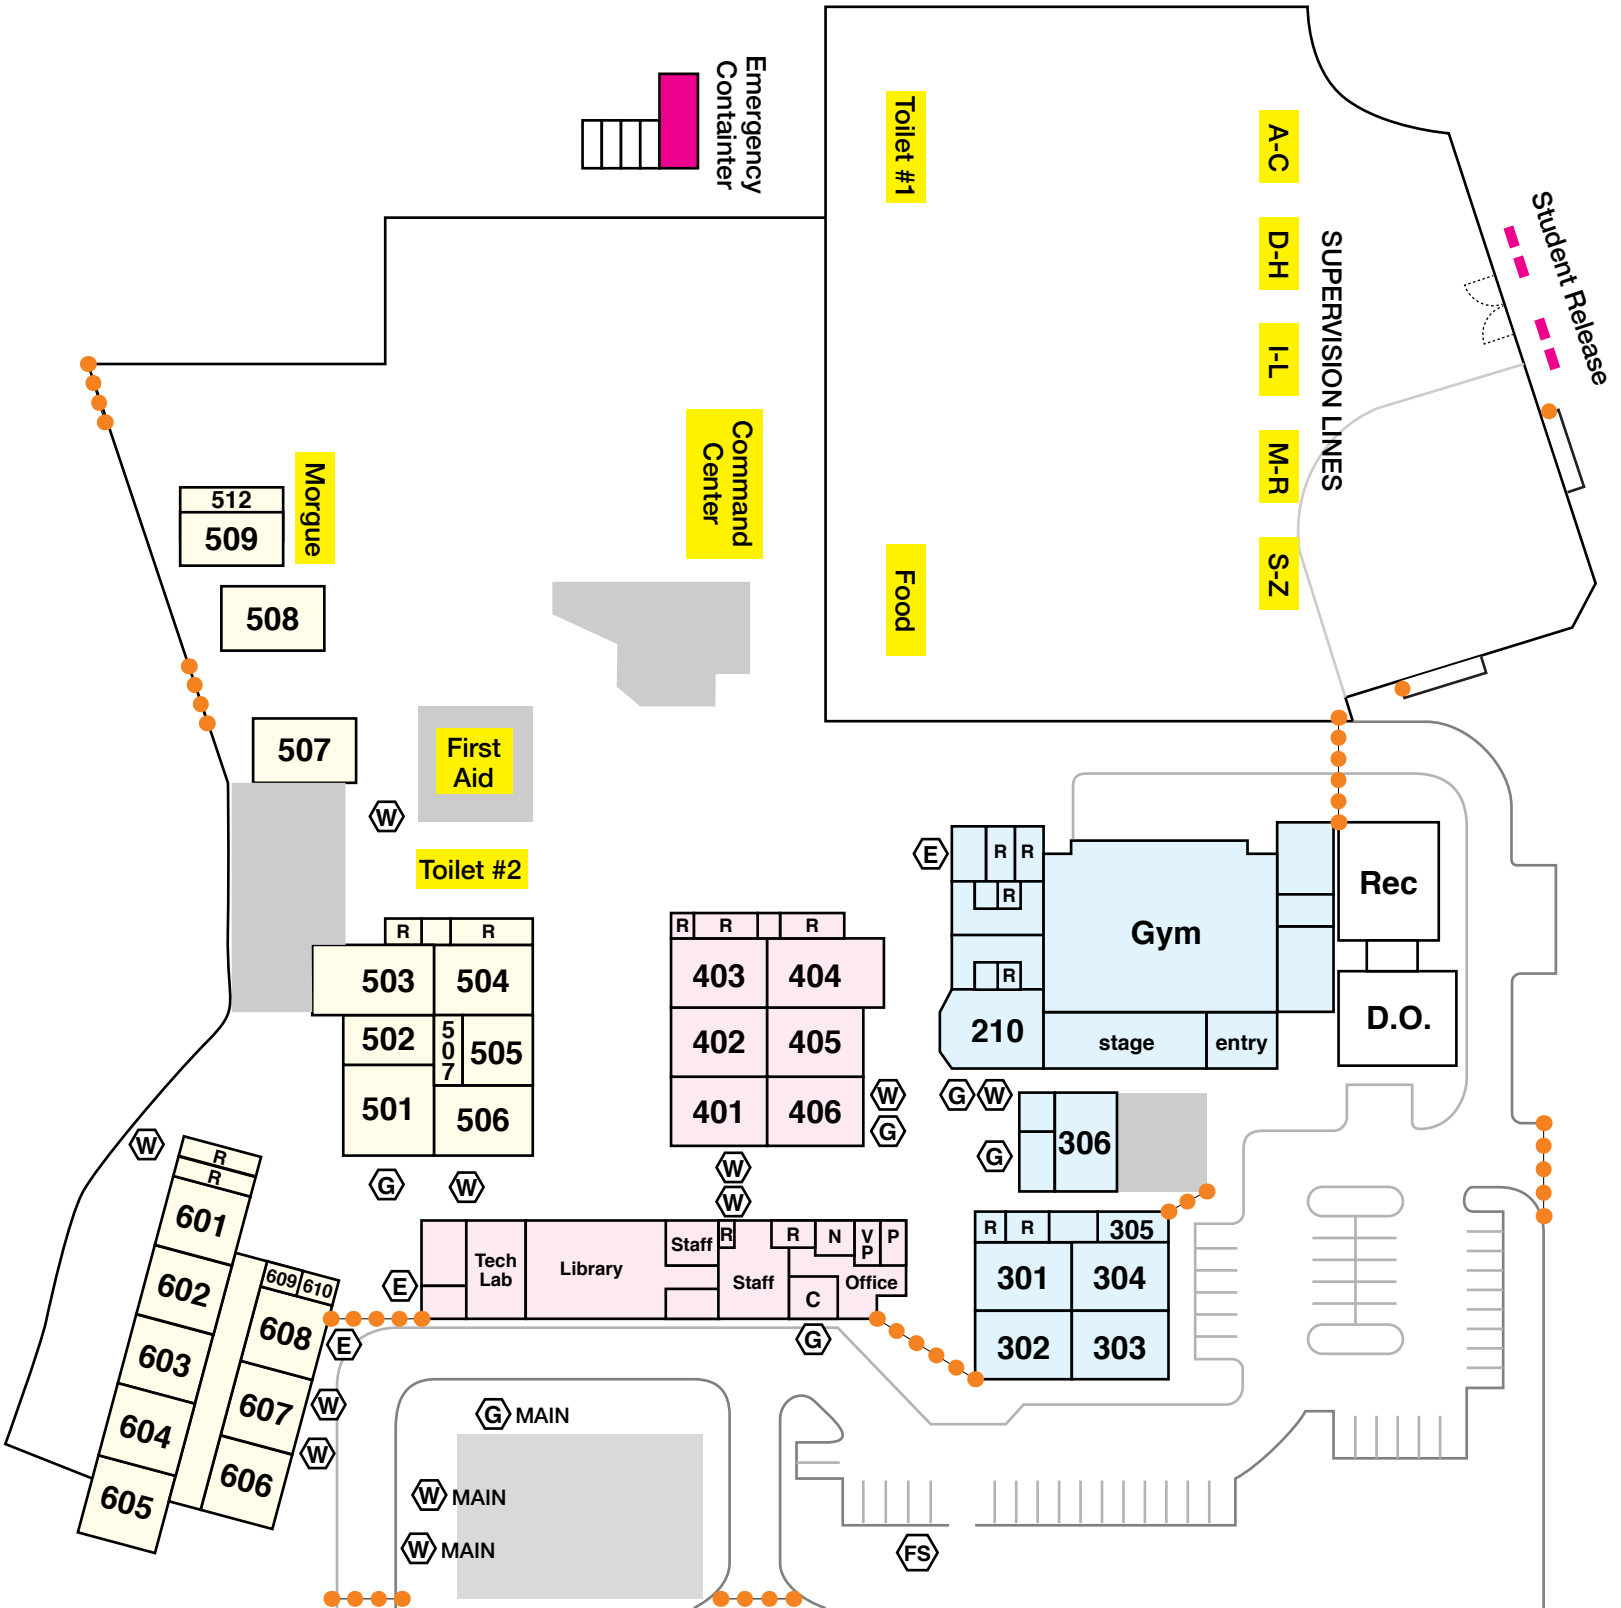 Emergency
Containter
Toilet #1
A-C
D-H
I-L
M-R
S-Z
SUPERVISION LINES
Student Release
Command
Center
Food
Morgue
512
509
508
507
First
Aid
W
Toilet #2
E
R
R
R
R
Gym
Rec
D.O.
210
stage
entry
R
R
503
504
502
507
505
501
506
R
R
R
403
404
402
405
401
406
W
G
G
W
G
306
W
G
W
W
W
R
R
601
602
603
604
605
609
610
608
607
606
E
E
W
W
Tech
Lab
Library
Staff
R
Staff
R
N
VP
P
Office
C
G
R
R
305
301
304
302
303
G MAIN
W MAIN
W MAIN
FS